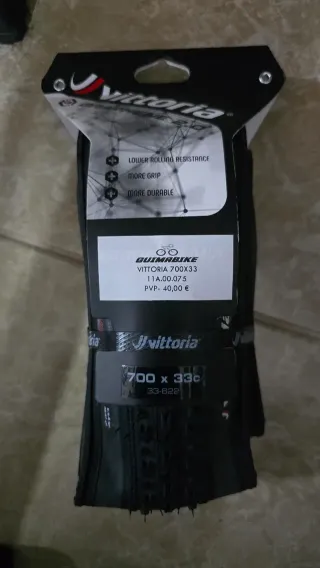 vittoria
LOWER ROLLING RESISTANCE
MORE GRIP
MORE DURABLE
GUIMABIKE
VITTORIA 700X33
11A.00.075
PVP- 40,00 €
vittoria
700 x 33c
33-622